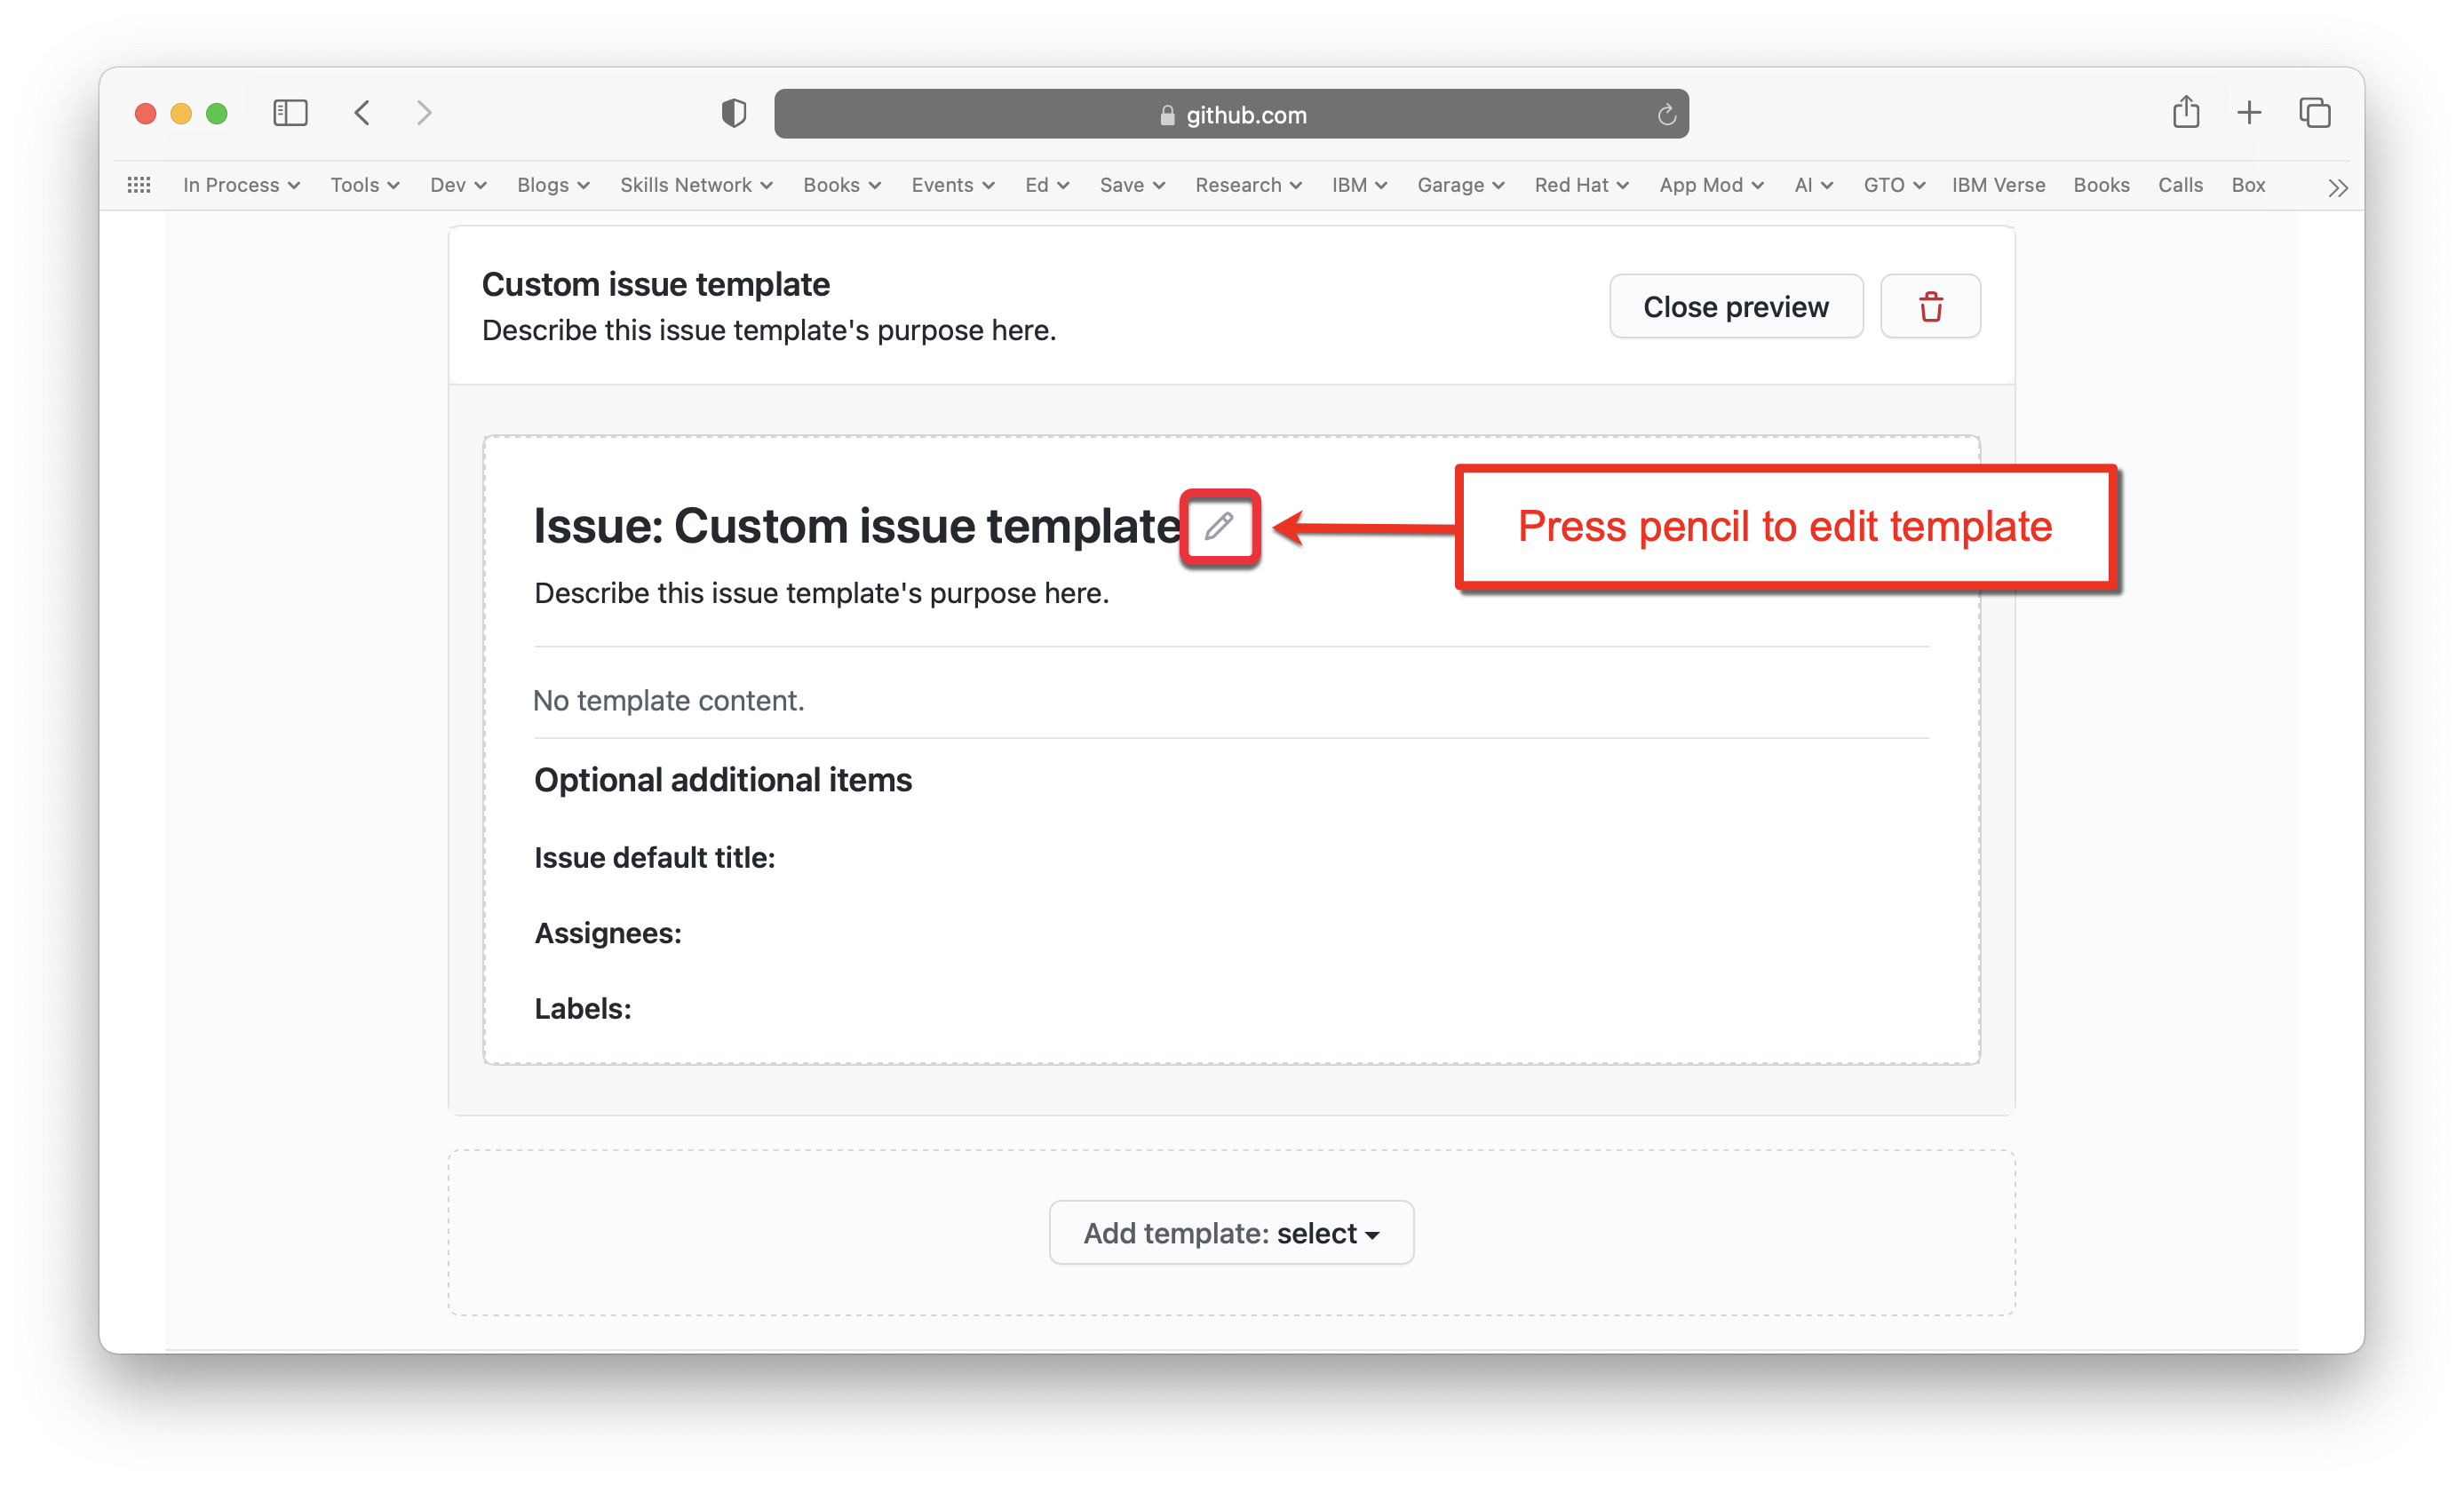 github.com
In Process Tools Dev Blogs Skills Network Books Events Ed Save Research IBM Garage Red Hat App Mod AI GTO IBM Verse Books Calls Box
Custom issue template
Close preview
Describe this issue template's purpose here.
Issue: Custom issue template
Press pencil to edit template
Describe this issue template's purpose here.
No template content.
Optional additional items
Issue default title:
Assignees:
Labels:
Add template: select